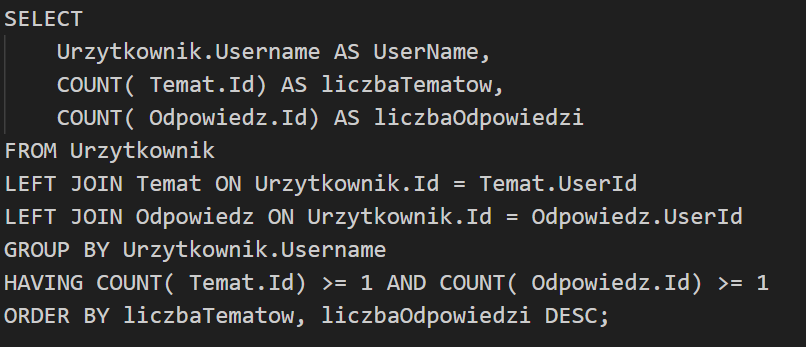 SELECT
    Urzytkownik.Username AS UserName,
    COUNT( Temat.Id) AS liczbaTematow,
    COUNT( Odpowiedz.Id) AS liczbaOdpowiedzi
FROM Urzytkownik
LEFT JOIN Temat ON Urzytkownik.Id = Temat.UserId
LEFT JOIN Odpowiedz ON Urzytkownik.Id = Odpowiedz.UserId
GROUP BY Urzytkownik.Username
HAVING COUNT( Temat.Id) >= 1 AND COUNT( Odpowiedz.Id) >= 1
ORDER BY liczbaTematow, liczbaOdpowiedzi DESC;